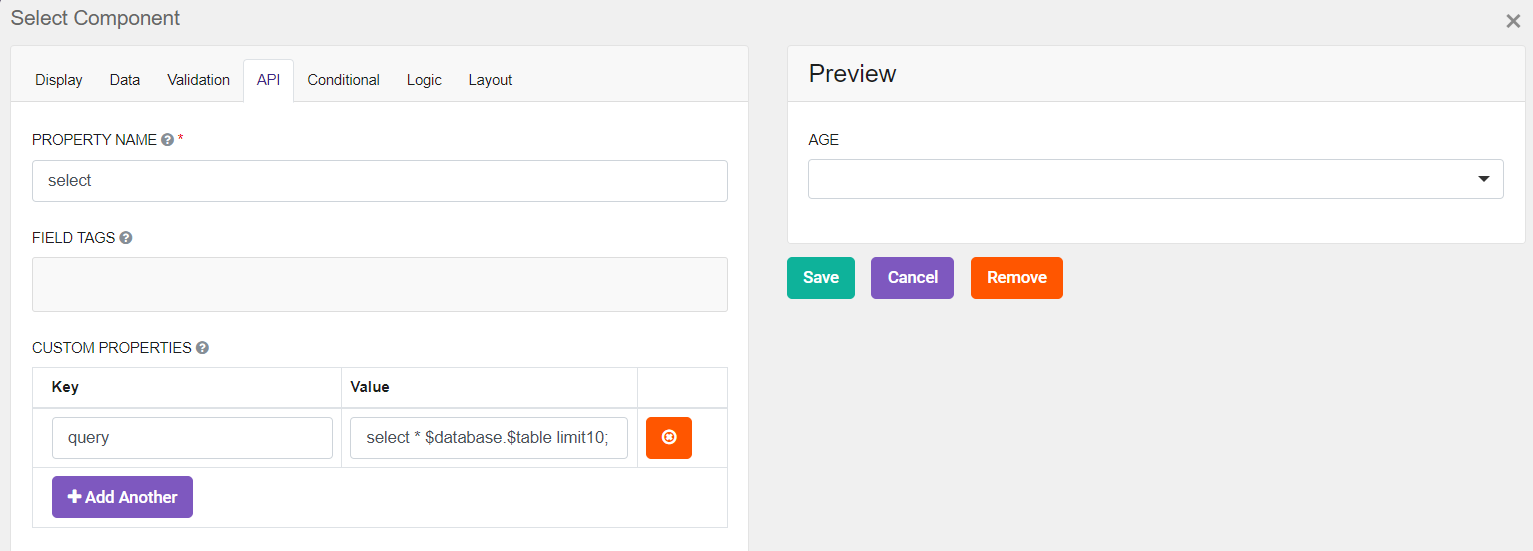 Select Component
Display Data Validation API Conditional Logic Layout
PROPERTY NAME *
select
FIELD TAGS
CUSTOM PROPERTIES
Key Value
query select * $database.$table limit10;
Add Another
Preview
AGE
Save Cancel Remove